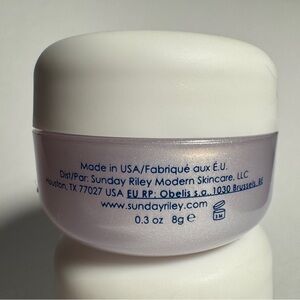 Made in USA/Fabriqué aux É.U.
Dist/Par: Sunday Riley Modern Skincare, LLC
Houston, TX 77027 USA EU RP: Obelis s.a., 1030 Brussels, BE
www.sundayriley.com
0.3 oz 8g ℮